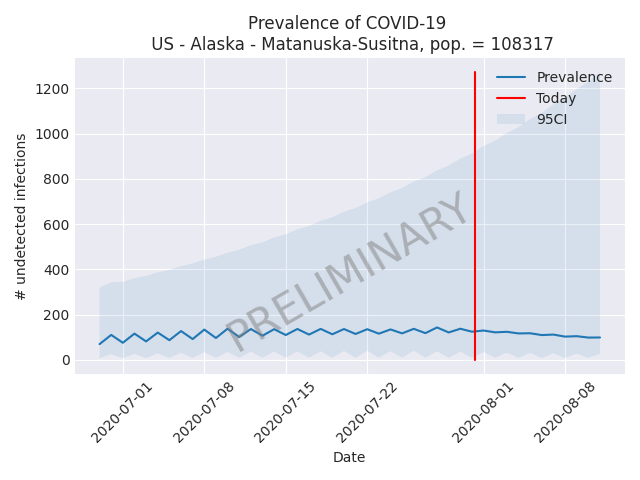 Prevalence of COVID-19
US - Alaska - Matanuska-Susitna, pop. = 108317
Prevalence
Today
95CI
1200
1000
800
600
400
200
0
# undetected infections
PRELIMINARY
2020-07-01
2020-07-08
2020-07-15
2020-07-22
2020-08-01
2020-08-08
Date